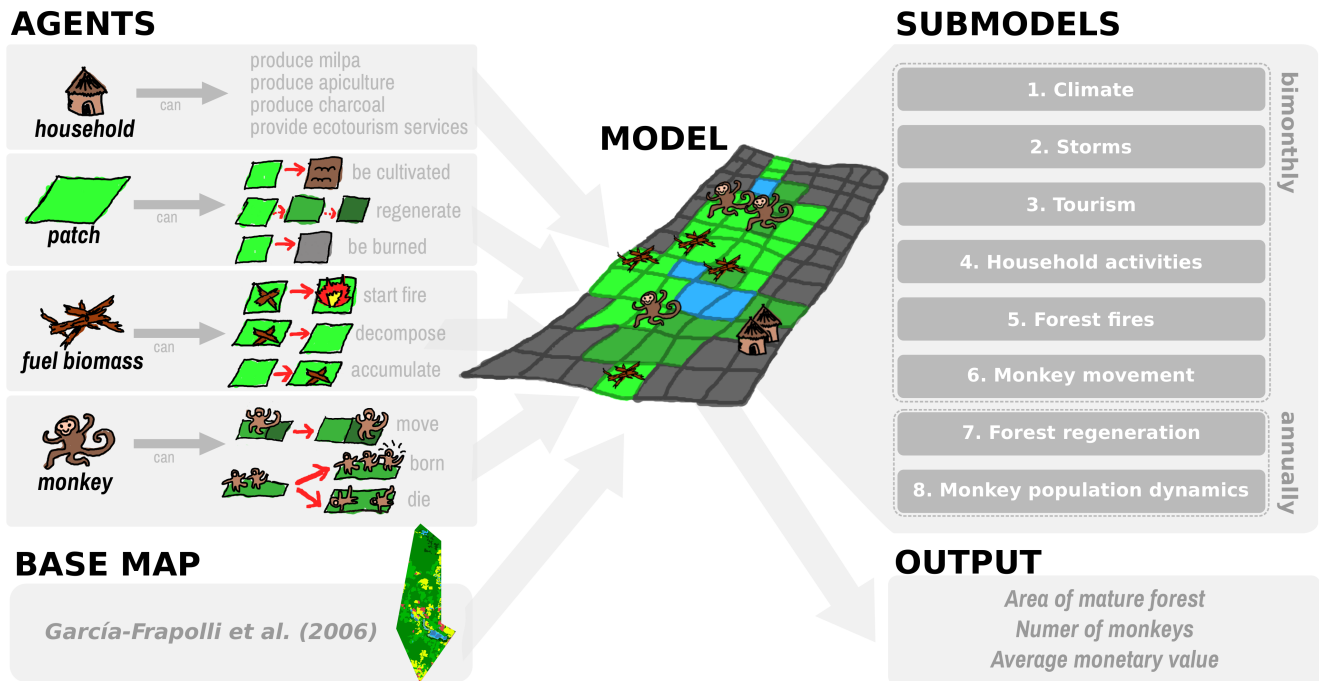 AGENTS
household
can
produce milpa
produce apiculture
produce charcoal
provide ecotourism services
patch
can
be cultivated
regenerate
be burned
fuel biomass
can
start fire
decompose
accumulate
monkey
can
move
born
die
BASE MAP
García-Frapolli et al. (2006)
MODEL
SUBMODELS
1. Climate
2. Storms
3. Tourism
4. Household activities
5. Forest fires
6. Monkey movement
bimonthly
7. Forest regeneration
8. Monkey population dynamics
annually
OUTPUT
Area of mature forest
Numer of monkeys
Average monetary value